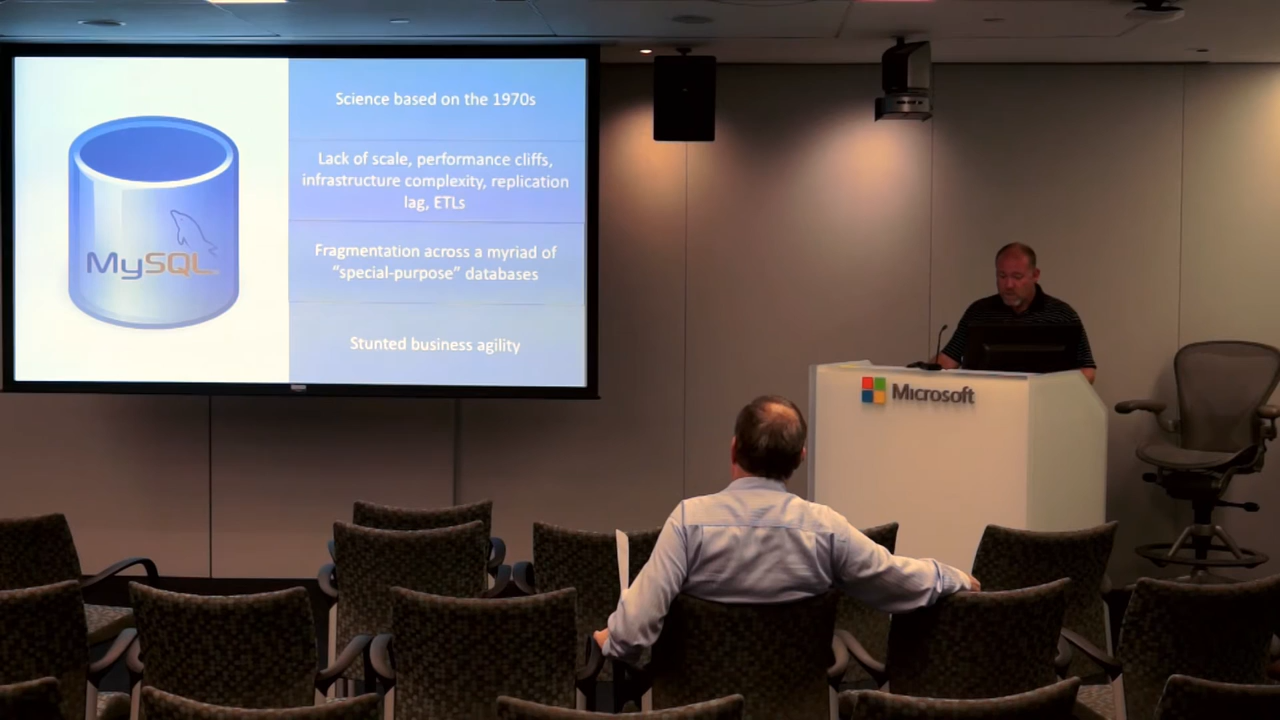 Science based on the 1970s
Lack of scale, performance cliffs,
infrastructure complexity, replication
lag, ETLs
MySQL
Fragmentation across a myriad of
"special-purpose" databases
Stunted business agility
Microsoft